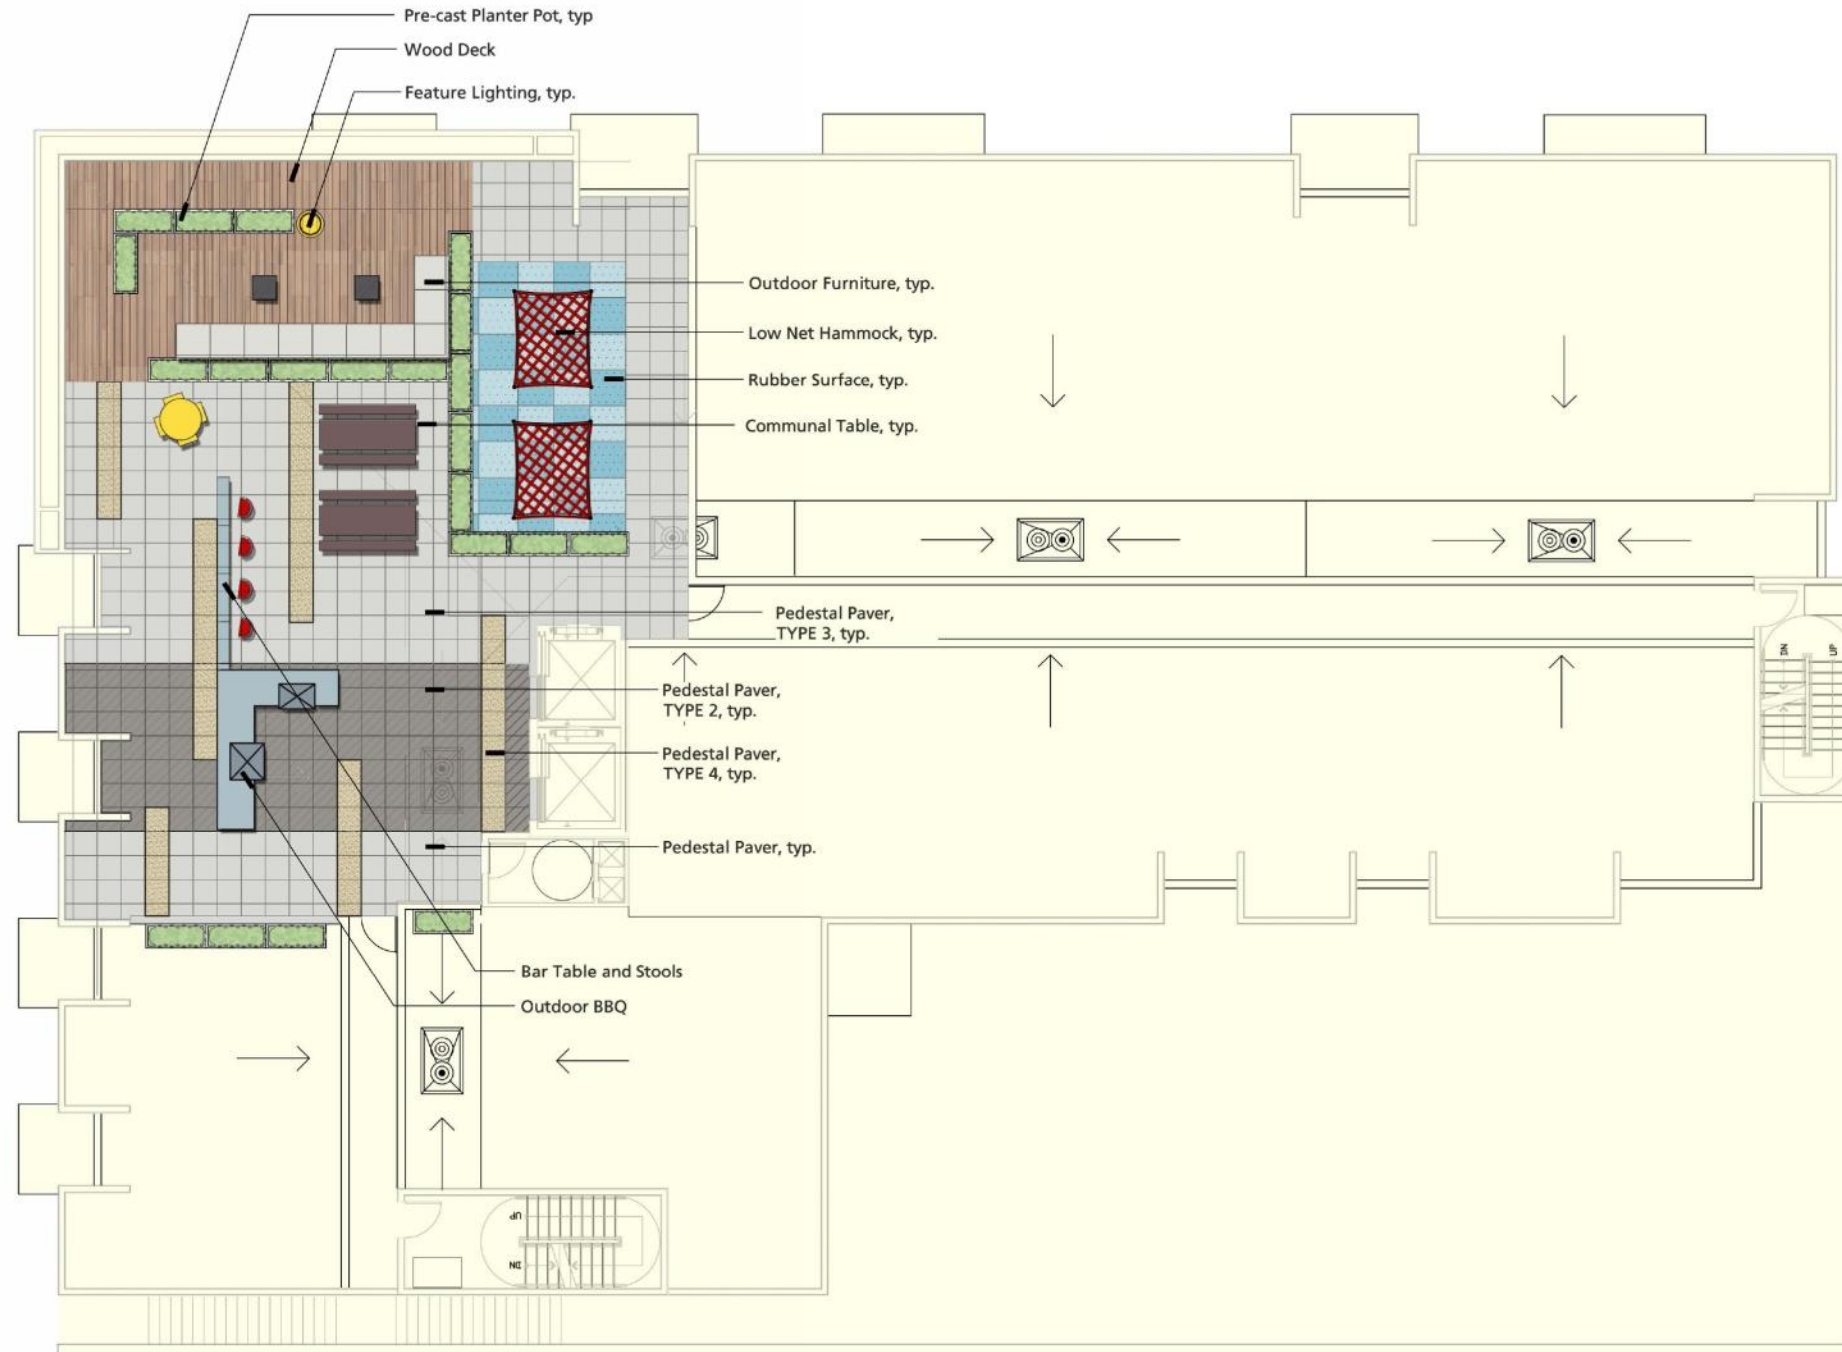 Pre-cast Planter Pot, typ
Wood Deck
Feature Lighting, typ.
Outdoor Furniture, typ.
Low Net Hammock, typ.
Rubber Surface, typ.
Communal Table, typ.
Pedestal Paver,
TYPE 3, typ.
DN
UP
Pedestal Paver,
TYPE 2, typ.
Pedestal Paver,
TYPE 4, typ.
Pedestal Paver, typ.
Bar Table and Stools
Outdoor BBQ
UP
DN